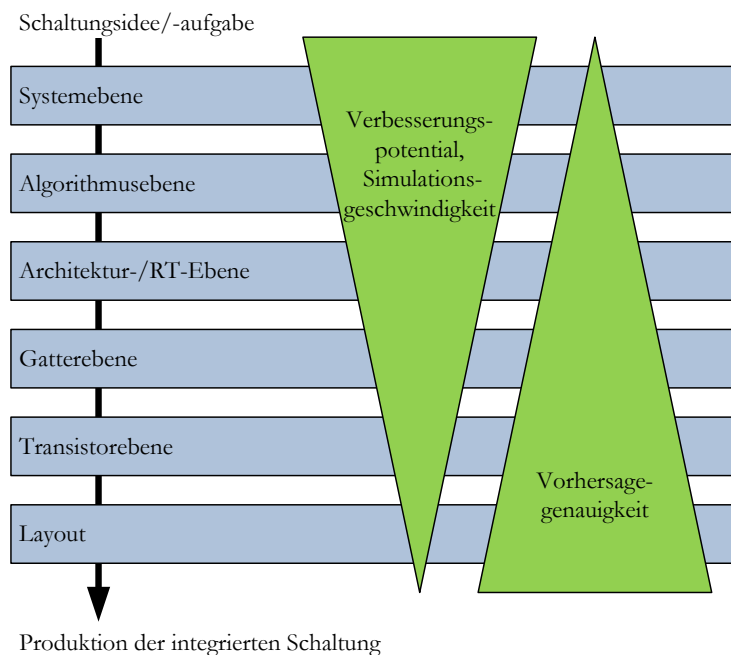 Schaltungsidee/-aufgabe
Systemebene
Algorithmusebene
Architektur-/RT-Ebene
Gatterebene
Transistorebene
Layout
Verbesserungs-
potential,
Simulations-
geschwindigkeit
Vorhersage-
genauigkeit
Produktion der integrierten Schaltung